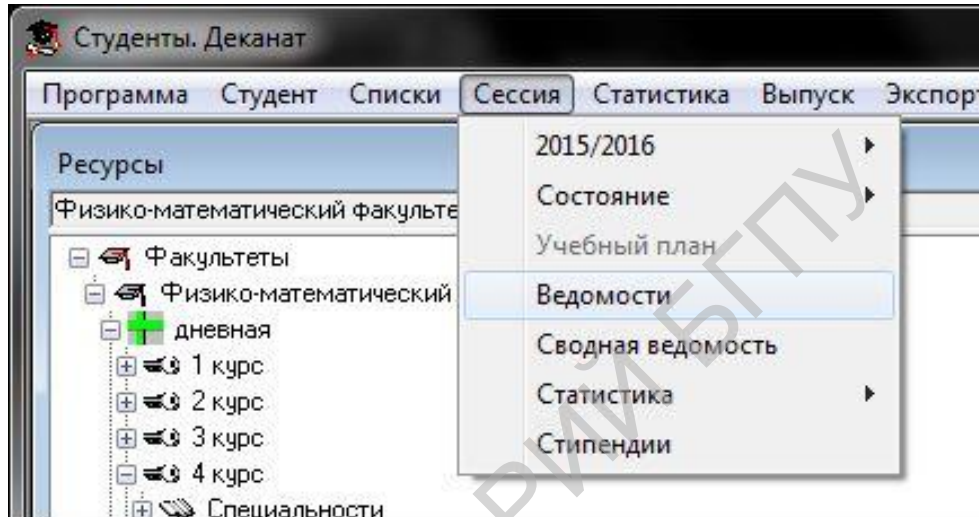 Студенты. Деканат
Программа Студент Списки Сессия Статистика Выпуск Экспорт
Ресурсы
Физико-математический факульте
Факультеты
Физико-математический
дневная
1 курс
2 курс
3 курс
4 курс
Специальности
2015/2016
Состояние
Учебный план
Ведомости
Сводная ведомость
Статистика
Стипендии
РИЙ БГПУ